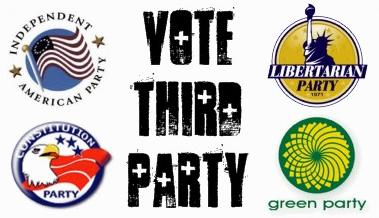 INDEPENDENT
AMERICAN PARTY
CONSTITUTION
PARTY
VOTE
THIRD
PARTY
LIBERTARIAN
PARTY
1971
green party